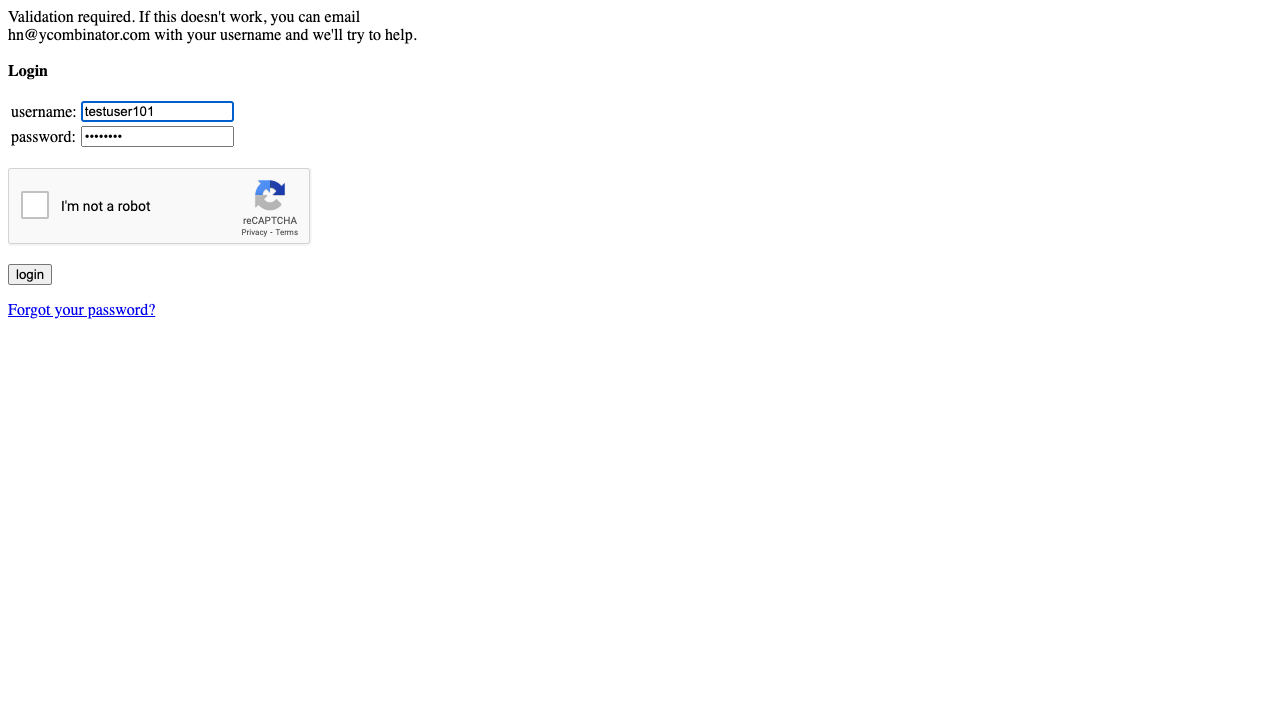 Validation required. If this doesn't work, you can email
hn@ycombinator.com with your username and we'll try to help.
Login
username: testuser101
password: ••••••••
I'm not a robot
reCAPTCHA
Privacy - Terms
login
Forgot your password?